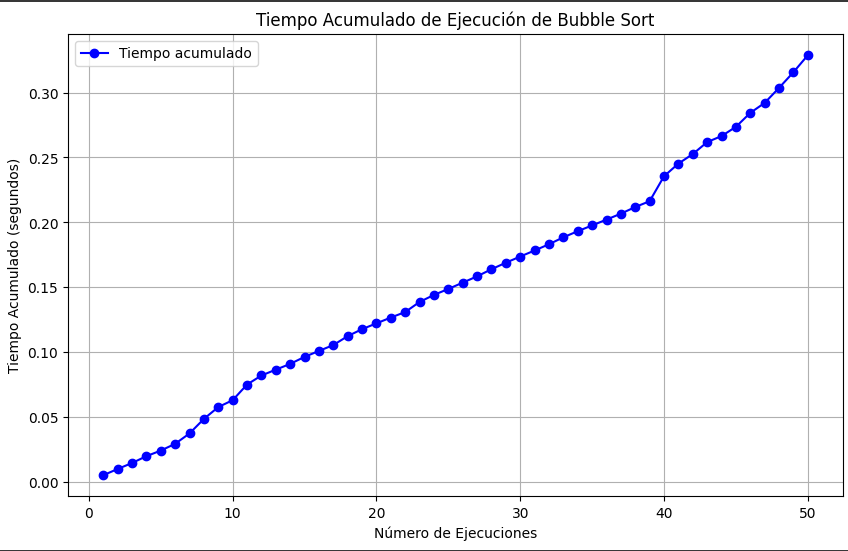 Tiempo Acumulado de Ejecución de Bubble Sort
Tiempo acumulado
Tiempo Acumulado (segundos)
0.30
0.25
0.20
0.15
0.10
0.05
0.00
0 10 20 30 40 50
Número de Ejecuciones